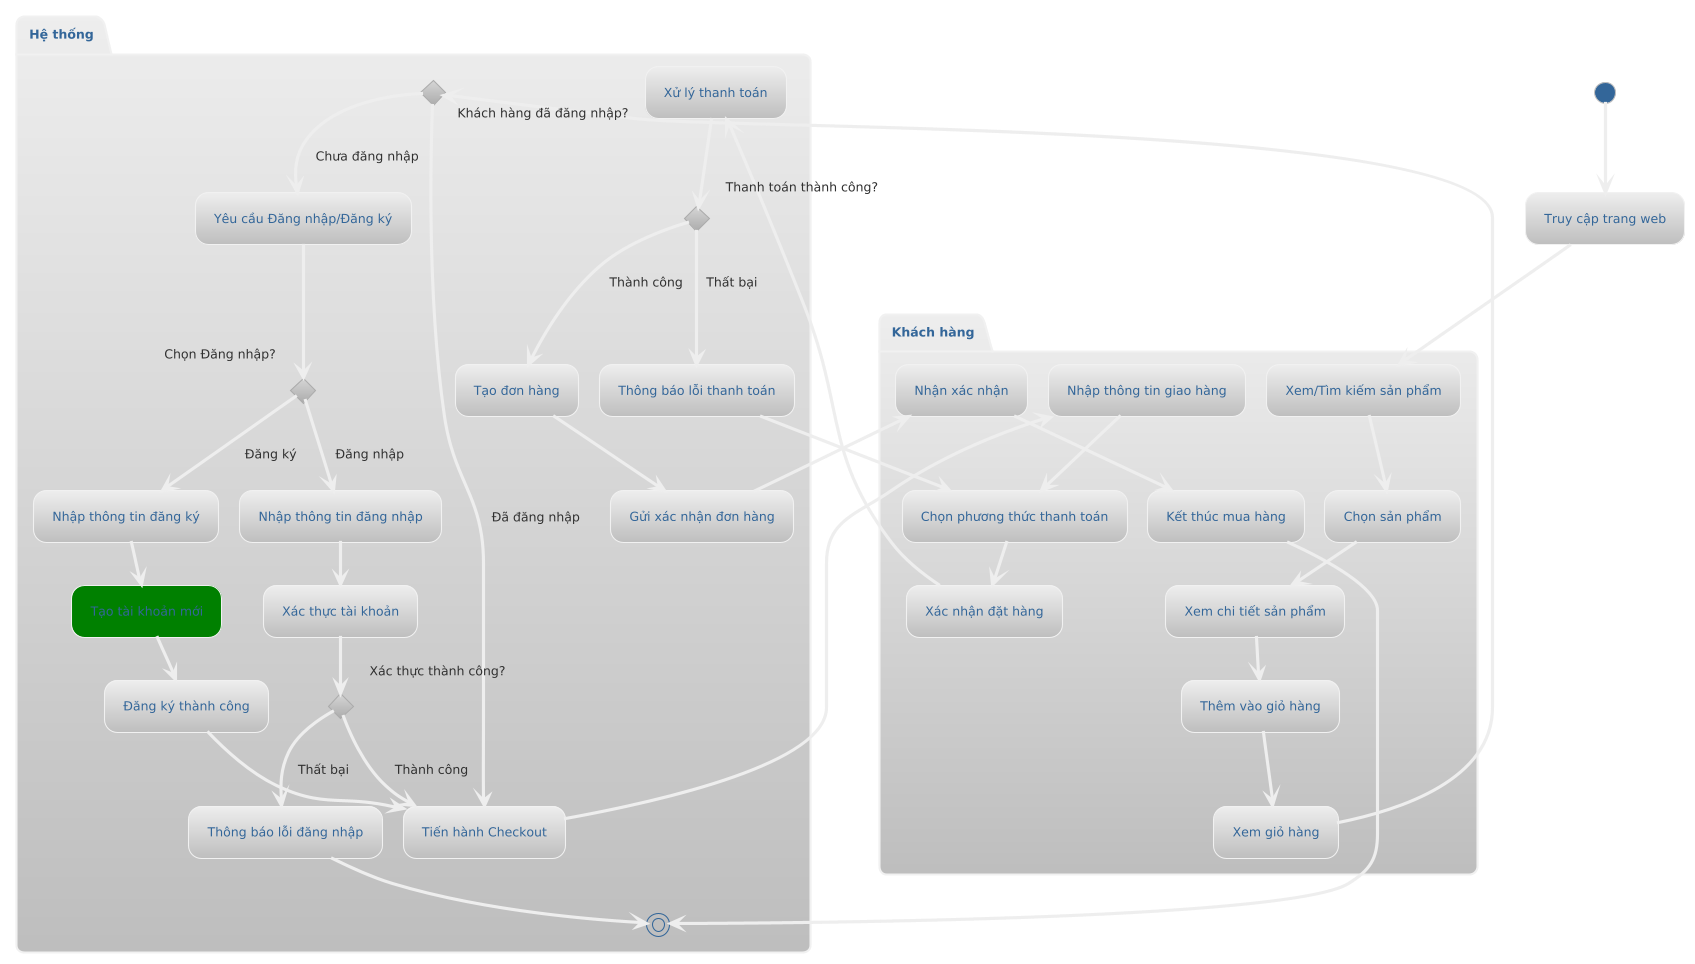 Hệ thống
Xử lý thanh toán
Khách hàng đã đăng nhập?
Chưa đăng nhập
Thanh toán thành công?
Yêu cầu Đăng nhập/Đăng ký
Truy cập trang web
Thành công
Thất bại
Khách hàng
Chọn Đăng nhập?
Tạo đơn hàng
Thông báo lỗi thanh toán
Nhận xác nhận
Nhập thông tin giao hàng
Xem/Tìm kiếm sản phẩm
Đăng ký
Đăng nhập
Nhập thông tin đăng ký
Nhập thông tin đăng nhập
Đã đăng nhập
Gửi xác nhận đơn hàng
Chọn phương thức thanh toán
Kết thúc mua hàng
Chọn sản phẩm
Tạo tài khoản mới
Xác thực tài khoản
Xác nhận đặt hàng
Xem chi tiết sản phẩm
Xác thực thành công?
Đăng ký thành công
Thêm vào giỏ hàng
Thất bại
Thành công
Thông báo lỗi đăng nhập
Tiến hành Checkout
Xem giỏ hàng